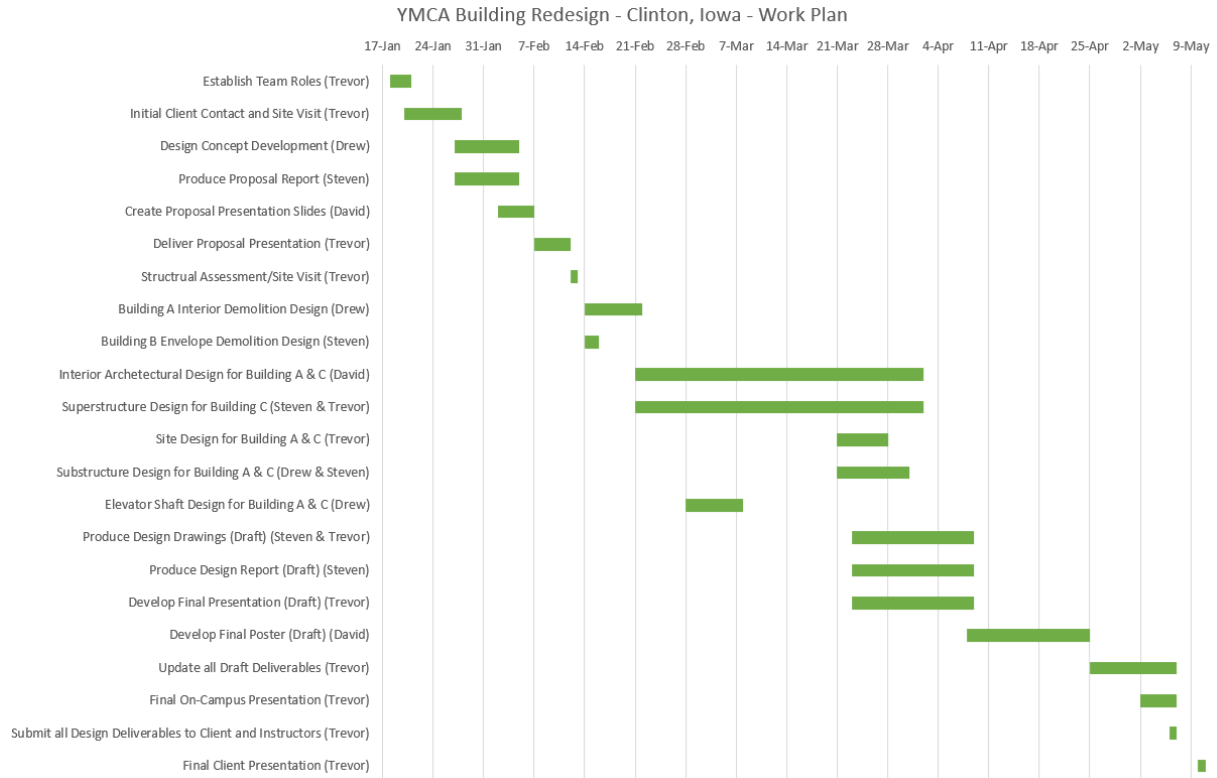 YMCA Building Redesign - Clinton, Iowa - Work Plan
17-Jan 24-Jan 31-Jan 7-Feb 14-Feb 21-Feb 28-Feb 7-Mar 14-Mar 21-Mar 28-Mar 4-Apr 11-Apr 18-Apr 25-Apr 2-May 9-May
Establish Team Roles (Trevor)
Initial Client Contact and Site Visit (Trevor)
Design Concept Development (Drew)
Produce Proposal Report (Steven)
Create Proposal Presentation Slides (David)
Deliver Proposal Presentation (Trevor)
Structrual Assessment/Site Visit (Trevor)
Building A Interior Demolition Design (Drew)
Building B Envelope Demolition Design (Steven)
Interior Archetectural Design for Building A & C (David)
Superstructure Design for Building C (Steven & Trevor)
Site Design for Building A & C (Trevor)
Substructure Design for Building A & C (Drew & Steven)
Elevator Shaft Design for Building A & C (Drew)
Produce Design Drawings (Draft) (Steven & Trevor)
Produce Design Report (Draft) (Steven)
Develop Final Presentation (Draft) (Trevor)
Develop Final Poster (Draft) (David)
Update all Draft Deliverables (Trevor)
Final On-Campus Presentation (Trevor)
Submit all Design Deliverables to Client and Instructors (Trevor)
Final Client Presentation (Trevor)